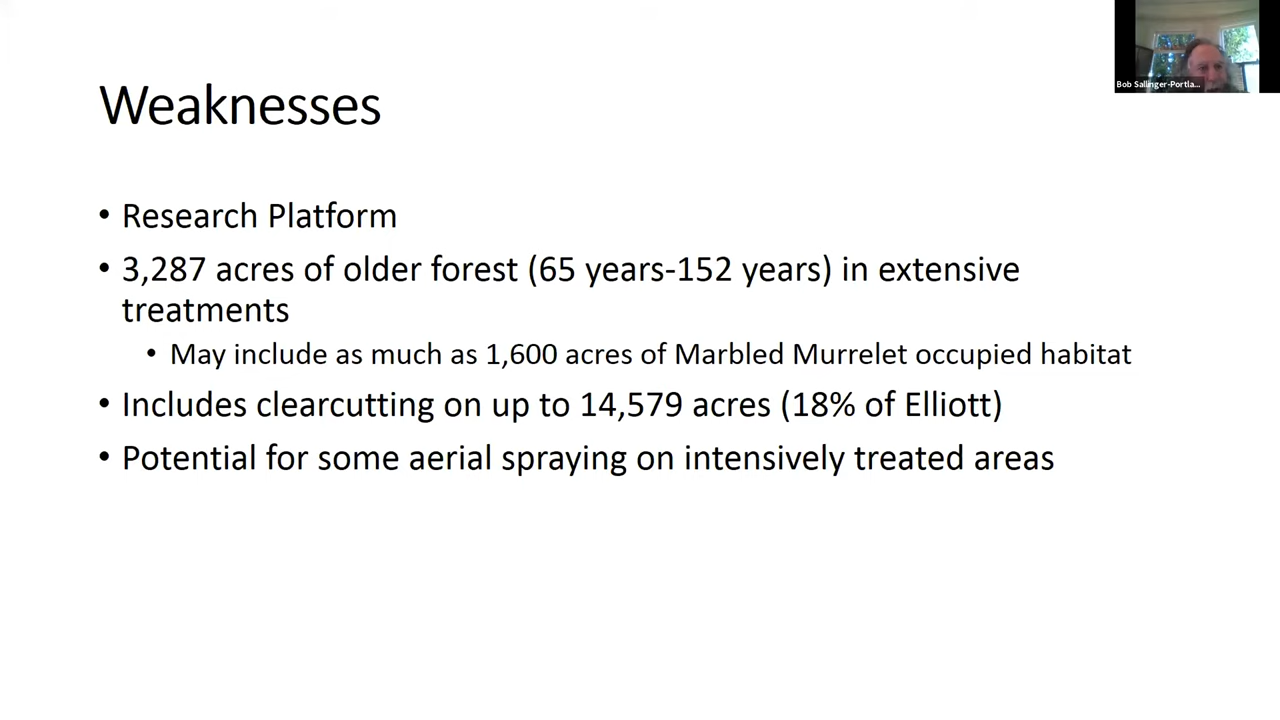 Weaknesses
• Research Platform
• 3,287 acres of older forest (65 years-152 years) in extensive
treatments
• May include as much as 1,600 acres of Marbled Murrelet occupied habitat
• Includes clearcutting on up to 14,579 acres (18% of Elliott)
• Potential for some aerial spraying on intensively treated areas
Bob Sallinger-Portla...